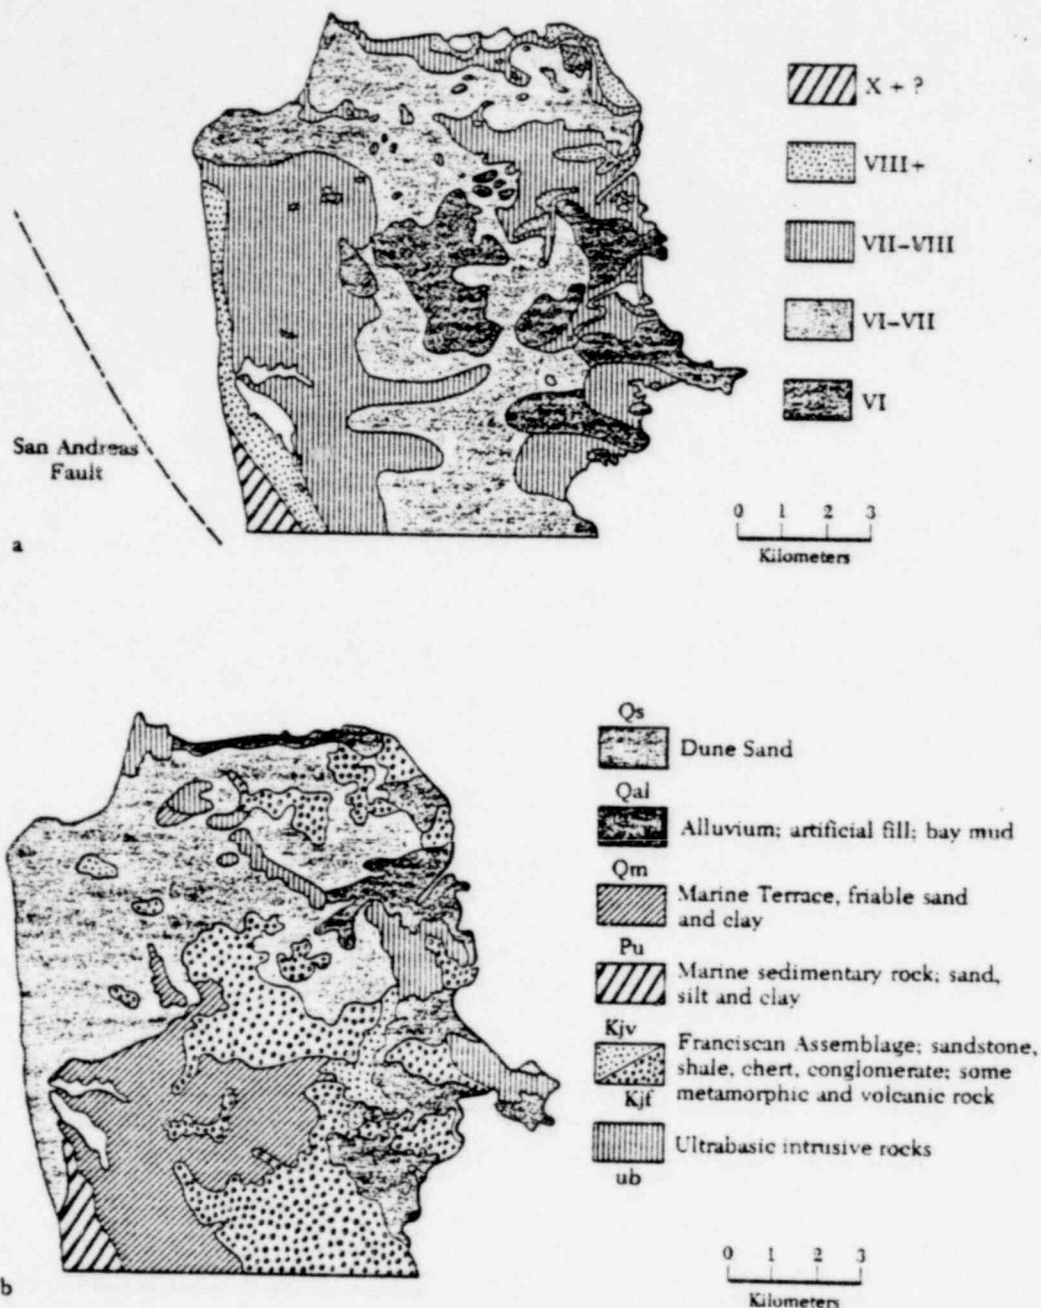 X + ?
VIII+
VII–VIII
VI–VII
VI
San Andreas
Fault
0 1 2 3
Kilometers
a
Qs
Dune Sand
Qal
Alluvium; artificial fill; bay mud
Qm
Marine Terrace, friable sand
and clay
Pu
Marine sedimentary rock; sand,
silt and clay
Kjv
Franciscan Assemblage; sandstone,
shale, chert, conglomerate; some
Kjf metamorphic and volcanic rock
Ultrabasic intrusive rocks
ub
0 1 2 3
Kilometers
b